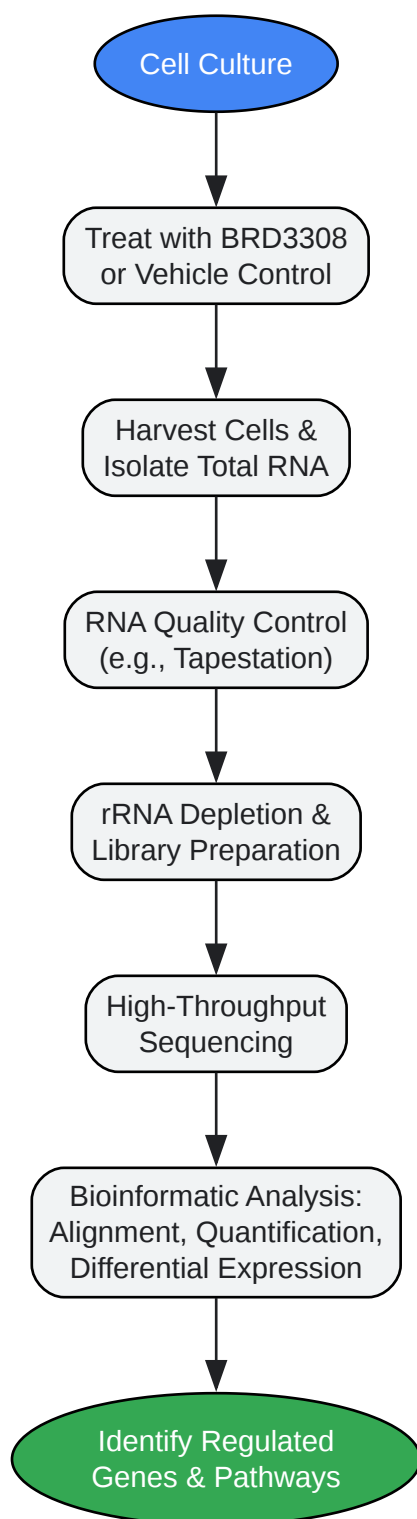 Cell Culture
Treat with BRD3308
or Vehicle Control
Harvest Cells &
Isolate Total RNA
RNA Quality Control
(e.g., Tapestation)
rRNA Depletion &
Library Preparation
High-Throughput
Sequencing
Bioinformatic Analysis:
Alignment, Quantification,
Differential Expression
Identify Regulated
Genes & Pathways